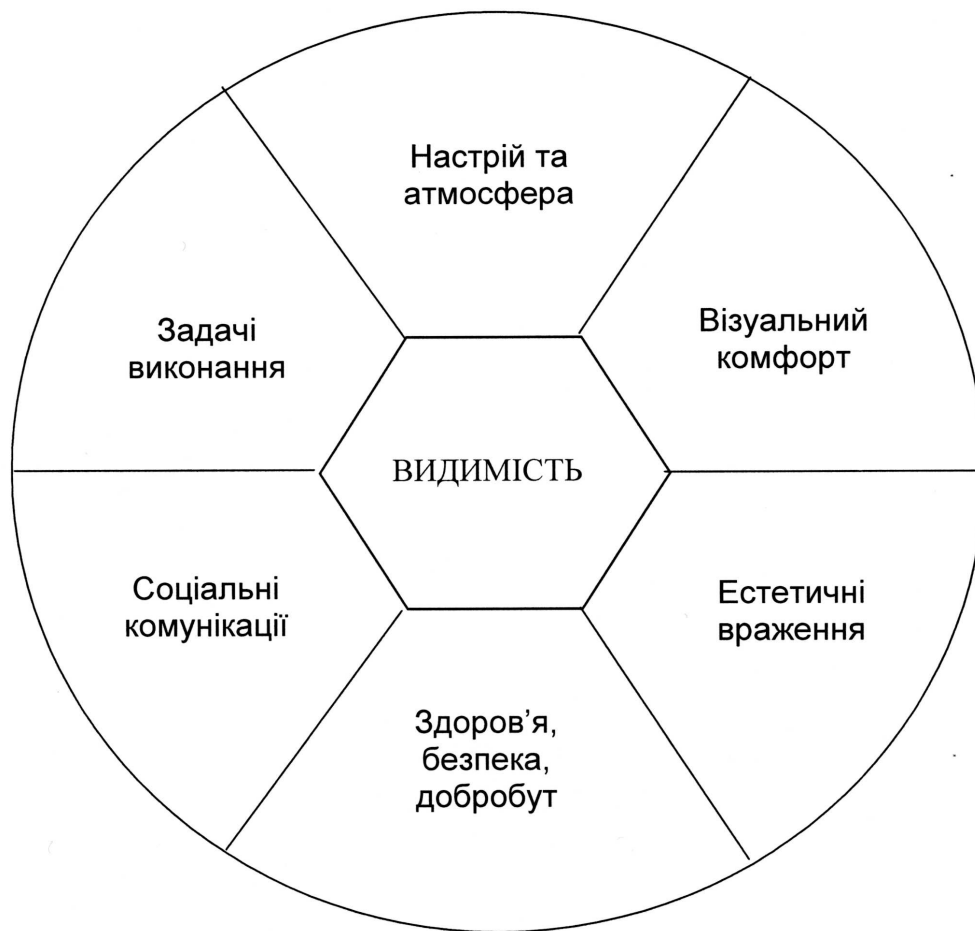 Настрій та
атмосфера
Візуальний
комфорт
Задачі
виконання
ВИДИМІСТЬ
Соціальні
комунікації
Естетичні
враження
Здоров’я,
безпека,
добробут